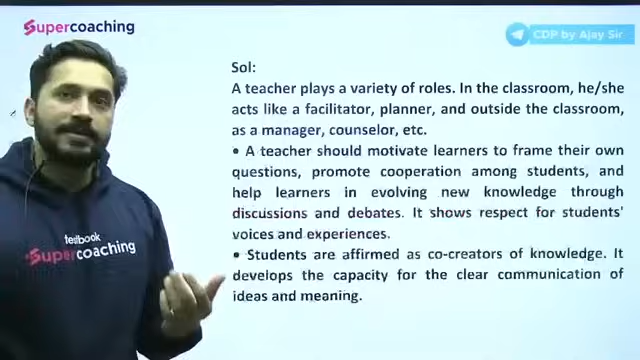 Supercoaching
CDP by Ajay Sir
Sol:
A teacher plays a variety of roles. In the classroom, he/she
acts like a facilitator, planner, and outside the classroom,
as a manager, counselor, etc.
• A teacher should motivate learners to frame their own
questions, promote cooperation among students, and
help learners in evolving new knowledge through
discussions and debates. It shows respect for students'
voices and experiences.
• Students are affirmed as co-creators of knowledge. It
develops the capacity for the clear communication of
ideas and meaning.
testbook
Supercoaching